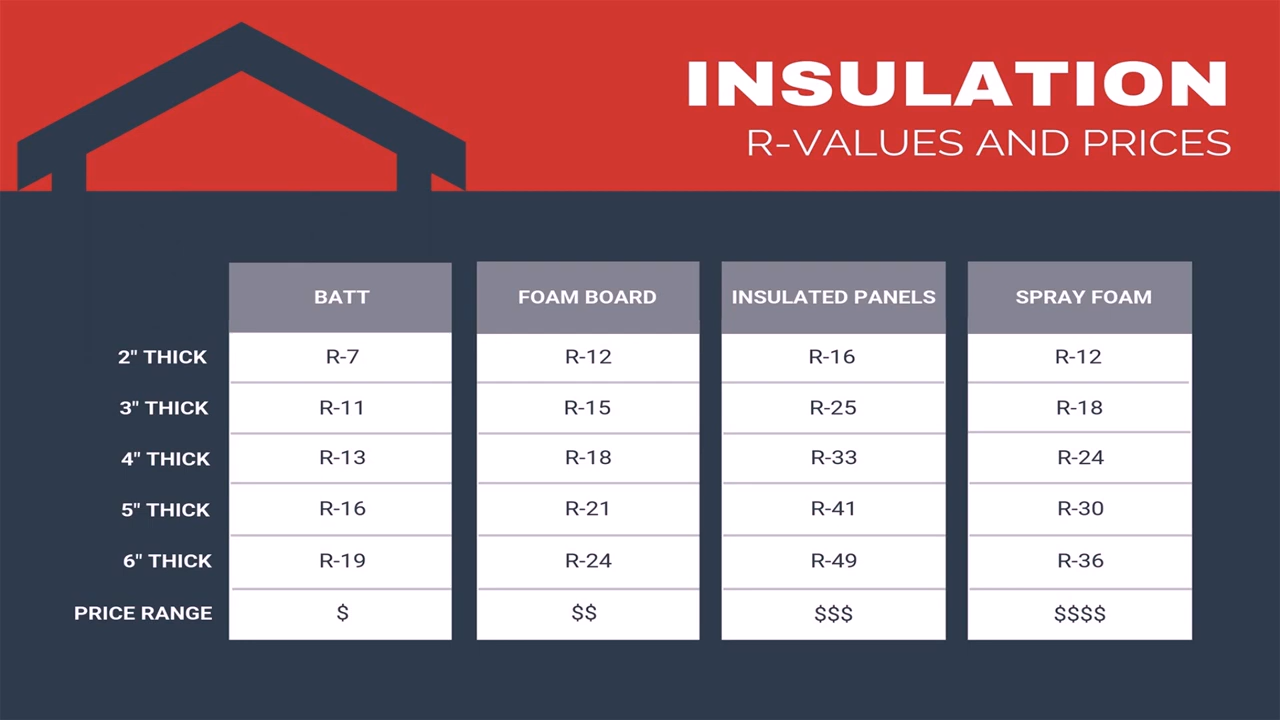 INSULATION
R-VALUES AND PRICES
BATT FOAM BOARD INSULATED PANELS SPRAY FOAM
2" THICK R-7 R-12 R-16 R-12
3" THICK R-11 R-15 R-25 R-18
4" THICK R-13 R-18 R-33 R-24
5" THICK R-16 R-21 R-41 R-30
6" THICK R-19 R-24 R-49 R-36
PRICE RANGE $ $$ $$$ $$$$